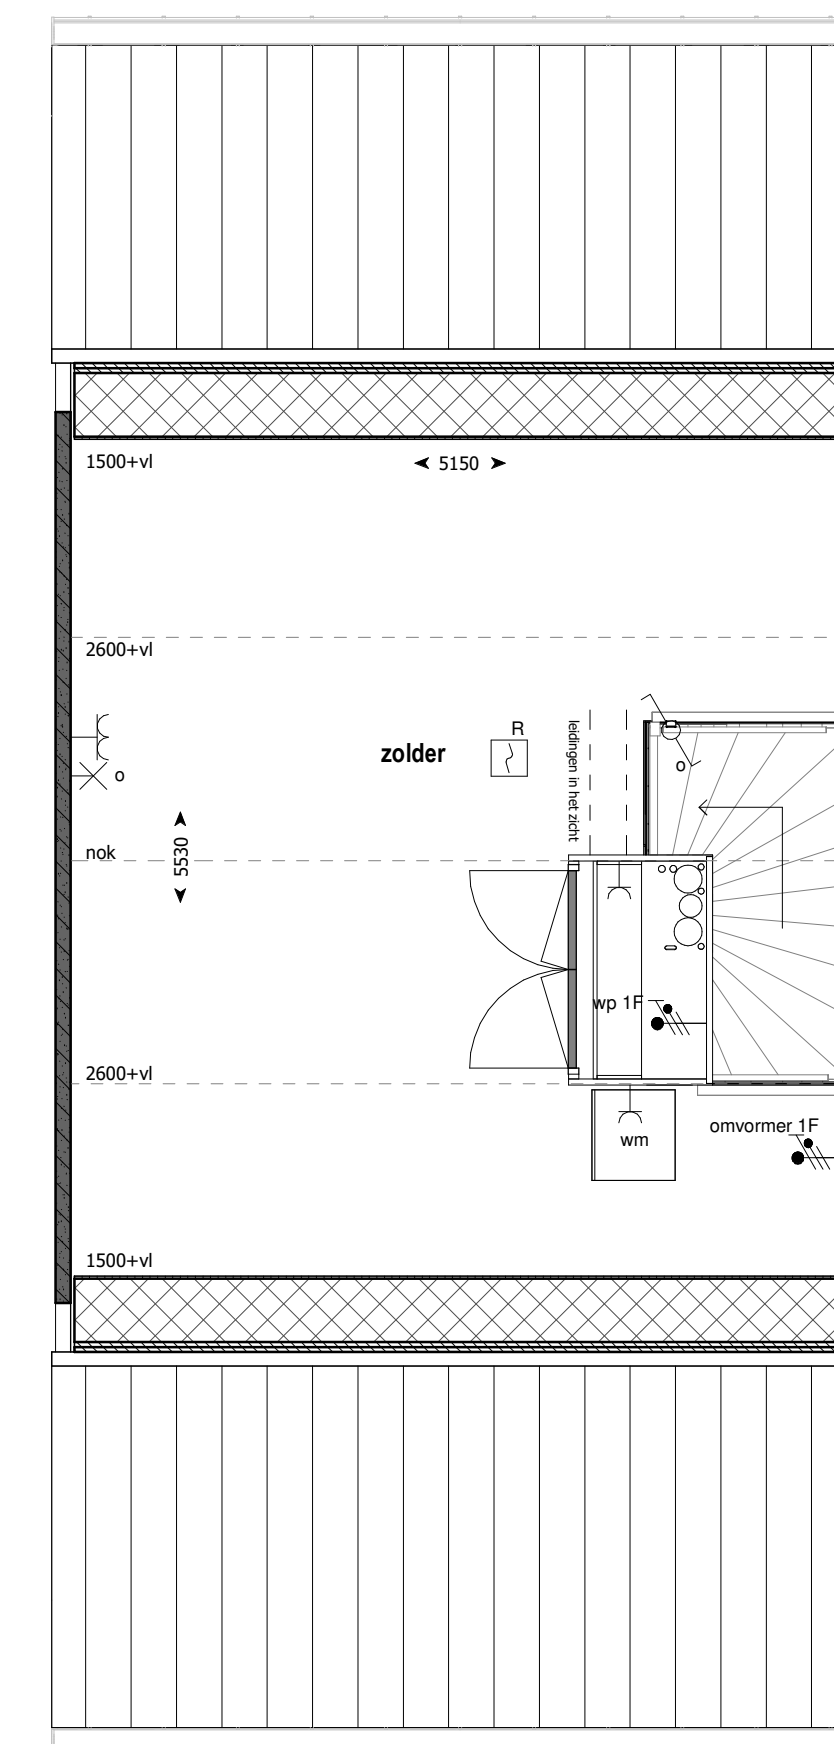 1500+vl
5150
2600+vl
R
zolder
leidingen in het zicht
o
o
5530
nok
wp 1F
2600+vl
omvormer 1F
wm
1500+vl